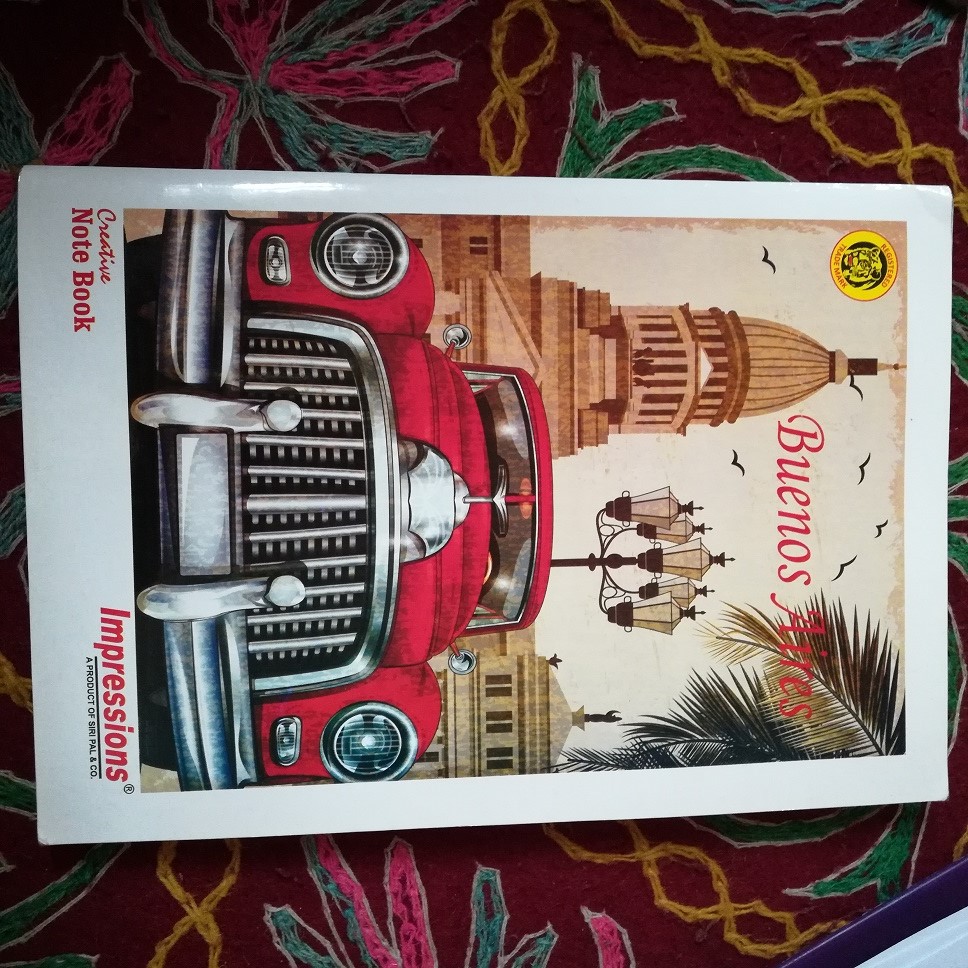 REGISTERED
TRADE MARK
Buenos Aires
Creative
Note Book
Impressions®
A PRODUCT OF SIRI PAL & CO.